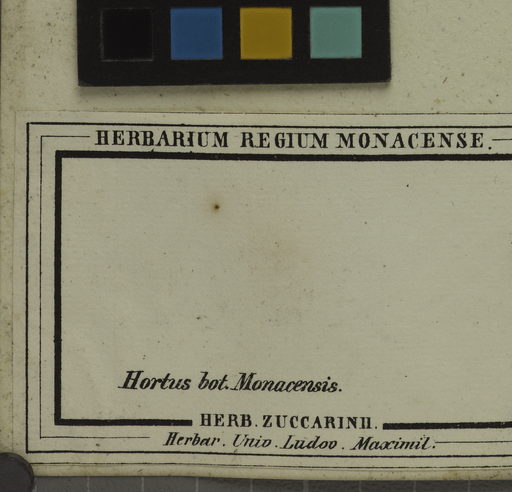 HERBARIUM REGIUM MONACENSE.
Hortus bot. Monacensis.
HERB. ZUCCARINII.
Herbar. Univ. Ludov. Maximil.